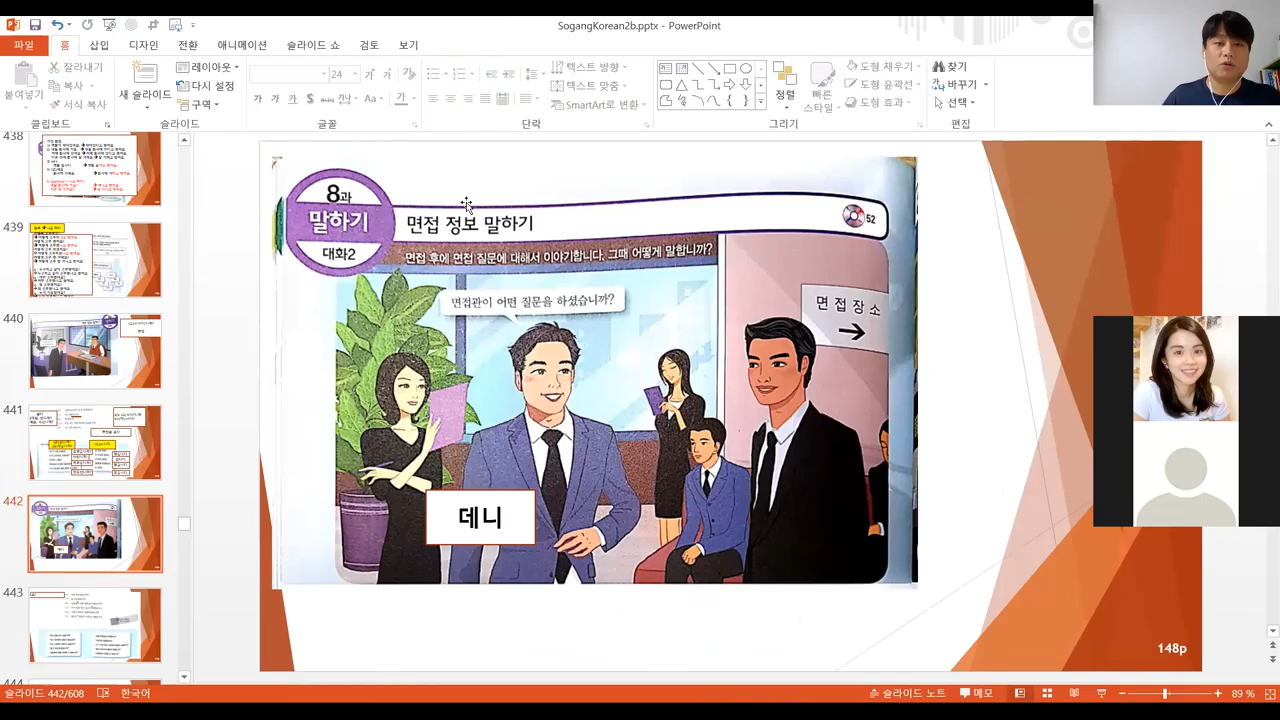 SogangKorean2b.pptx - PowerPoint
파일
홈
삽입
디자인
전환
애니메이션
슬라이드 쇼
검토
보기
붙여넣기
잘라내기
복사
서식 복사
클립보드
새 슬라이드
레이아웃
다시 설정
구역
슬라이드
24
가
가
가
가
가
Aa
글꼴
텍스트 방향
텍스트 맞춤
SmartArt로 변환
단락
정렬
빠른 스타일
도형 채우기
도형 윤곽선
도형 효과
그리기
찾기
바꾸기
선택
편집
438
439
440
441
442
443
8과
말하기
대화2
면접 정보 말하기
52
면접 후에 면접 질문에 대해서 이야기합니다. 그때 어떻게 말합니까?
면접관이 어떤 질문을 하셨습니까?
면접장소
데니
148p
슬라이드 442/608
한국어
슬라이드 노트
메모
89 %